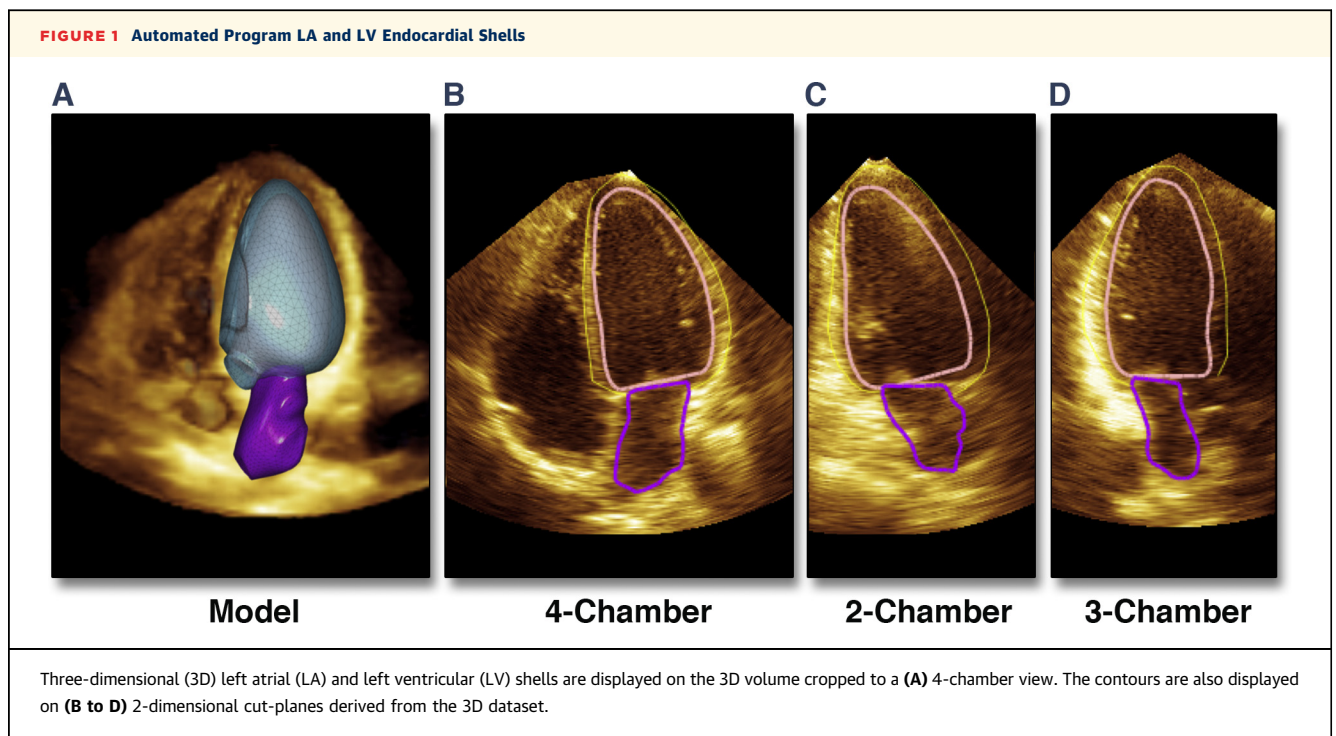 FIGURE 1 Automated Program LA and LV Endocardial Shells
A
B
C
D
Model
4-Chamber
2-Chamber
3-Chamber
Three-dimensional (3D) left atrial (LA) and left ventricular (LV) shells are displayed on the 3D volume cropped to a (A) 4-chamber view. The contours are also displayed
on (B to D) 2-dimensional cut-planes derived from the 3D dataset.